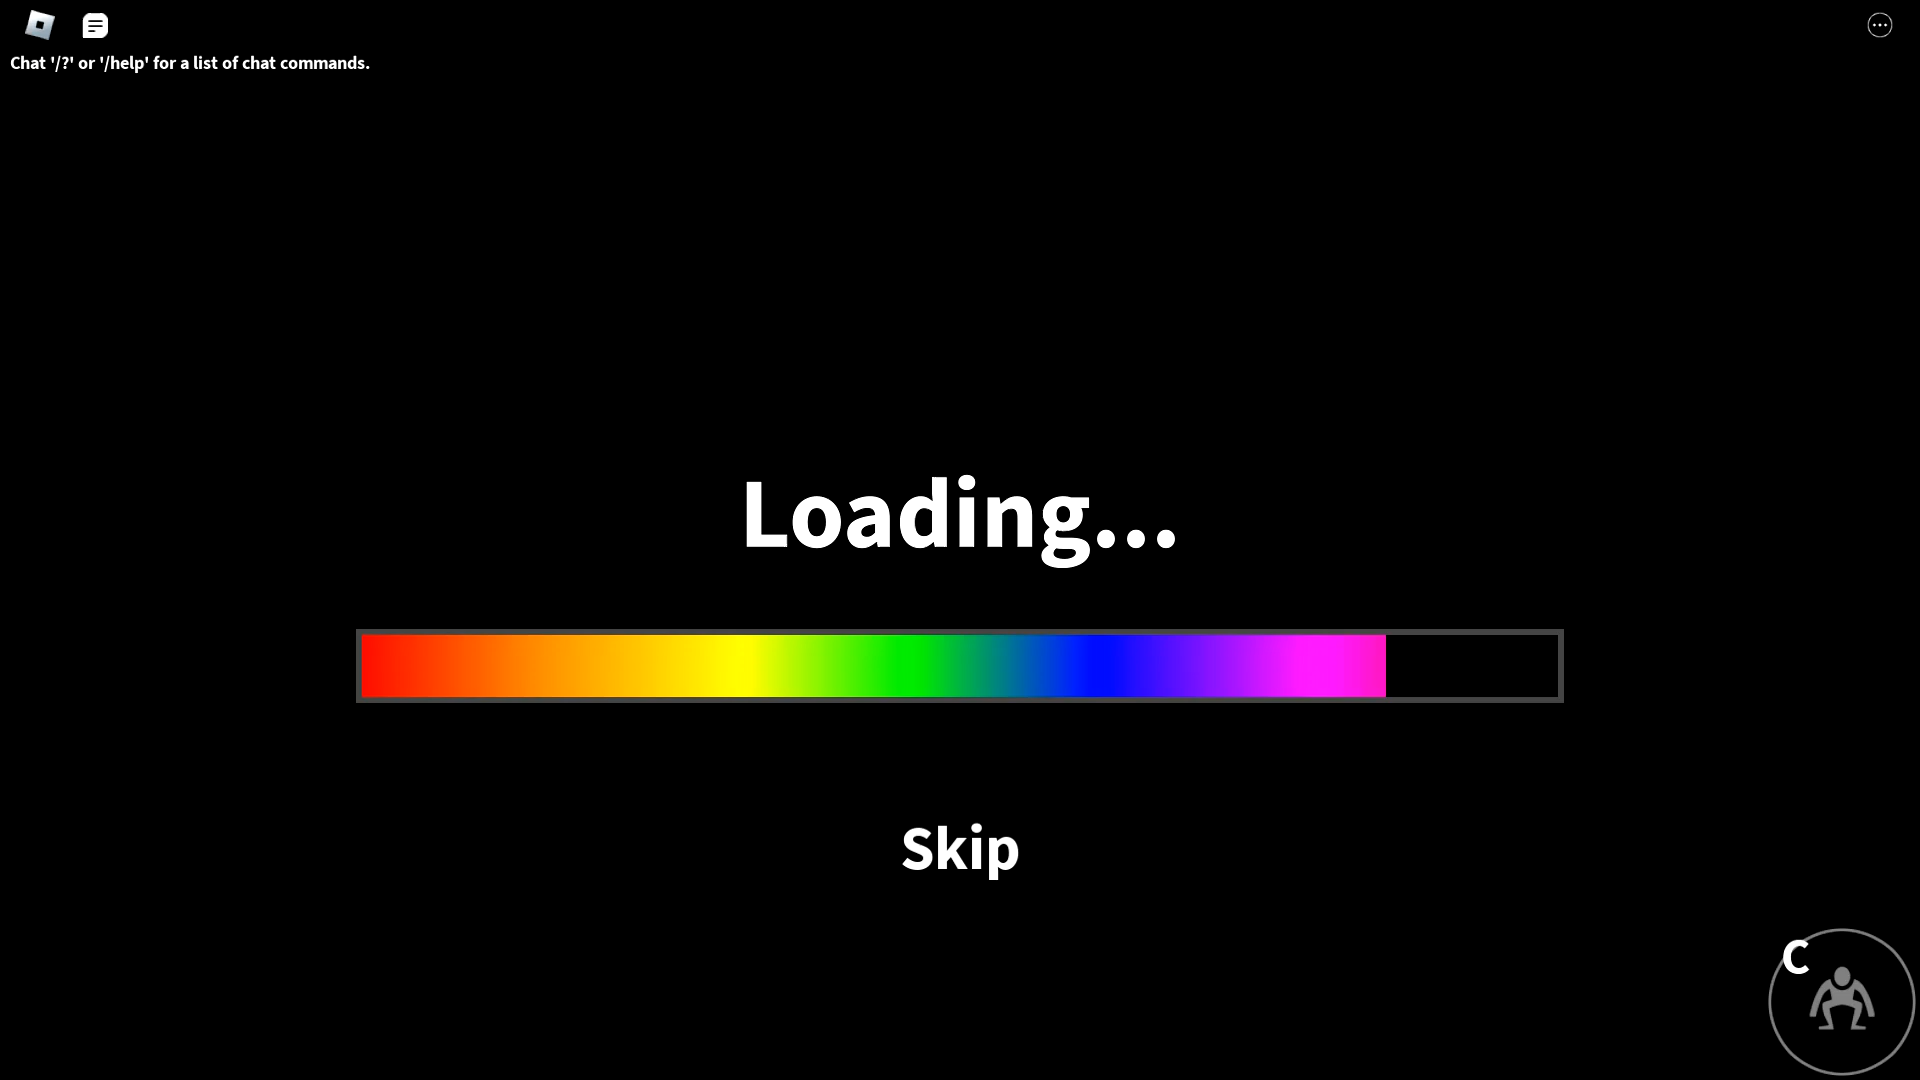 Chat '/?' or '/help' for a list of chat commands.
Loading...
Skip
C